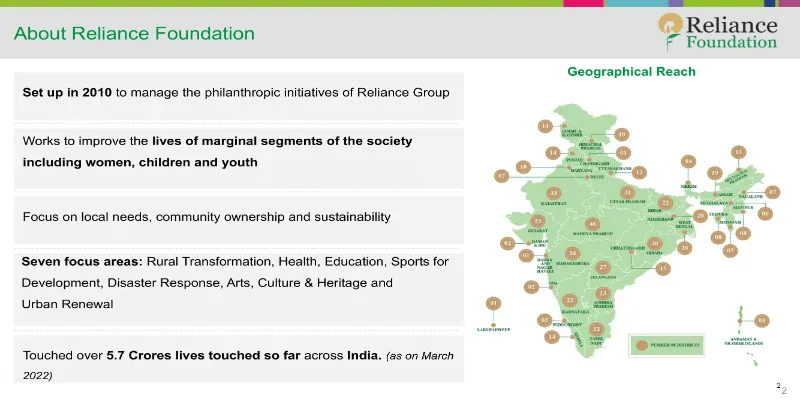 About Reliance Foundation
Reliance
Foundation
Set up in 2010 to manage the philanthropic initiatives of Reliance Group
Works to improve the lives of marginal segments of the society
including women, children and youth
Focus on local needs, community ownership and sustainability
Seven focus areas: Rural Transformation, Health, Education, Sports for
Development, Disaster Response, Arts, Culture & Heritage and
Urban Renewal
Touched over 5.7 Crores lives touched so far across India. (as on March
2022)
Geographical Reach
14
JAMMU &
KASHMIR
10
HIMACHAL
PRADESH
14
PUNJAB
CHANDIGARH
01
18
HARYANA
UTTARAKHAND
13
07
DELHI
04
SIKKIM
19
ASSAM
ARUNACHAL
PRADESH
07
NAGALAND
MEGHALAYA
MANIPUR
06
TRIPURA
MIZORAM
08
08
33
RAJASTHAN
31
UTTAR PRADESH
22
BIHAR
JHARKHAND
20
WEST
BENGAL
20
GUJARAT
46
MADHYA PRADESH
02
DAMAN
& DIU
01
DADRA
AND
NAGAR
HAVELI
36
MAHARASHTRA
CHHATTISGARH
15
30
ODISHA
27
TELANGANA
02
GOA
13
ANDHRA
PRADESH
23
KARNATAKA
PUDUCHERRY
14
KERALA
32
TAMIL
NADU
01
LAKSHADWEEP
03
ANDAMAN &
NICOBAR ISLANDS
NUMBER OF DISTRICTS
2
2